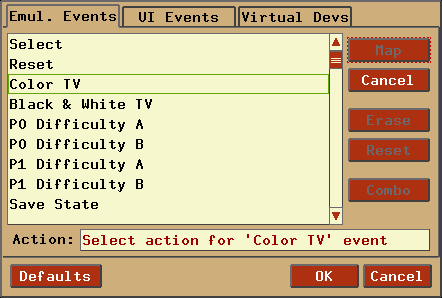 Emul. Events UI Events Virtual Devs
Select
Reset
Color TV
Black & White TV
P0 Difficulty A
P0 Difficulty B
P1 Difficulty A
P1 Difficulty B
Save State
Map
Cancel
Erase
Reset
Combo
Action: Select action for 'Color TV' event
Defaults OK Cancel